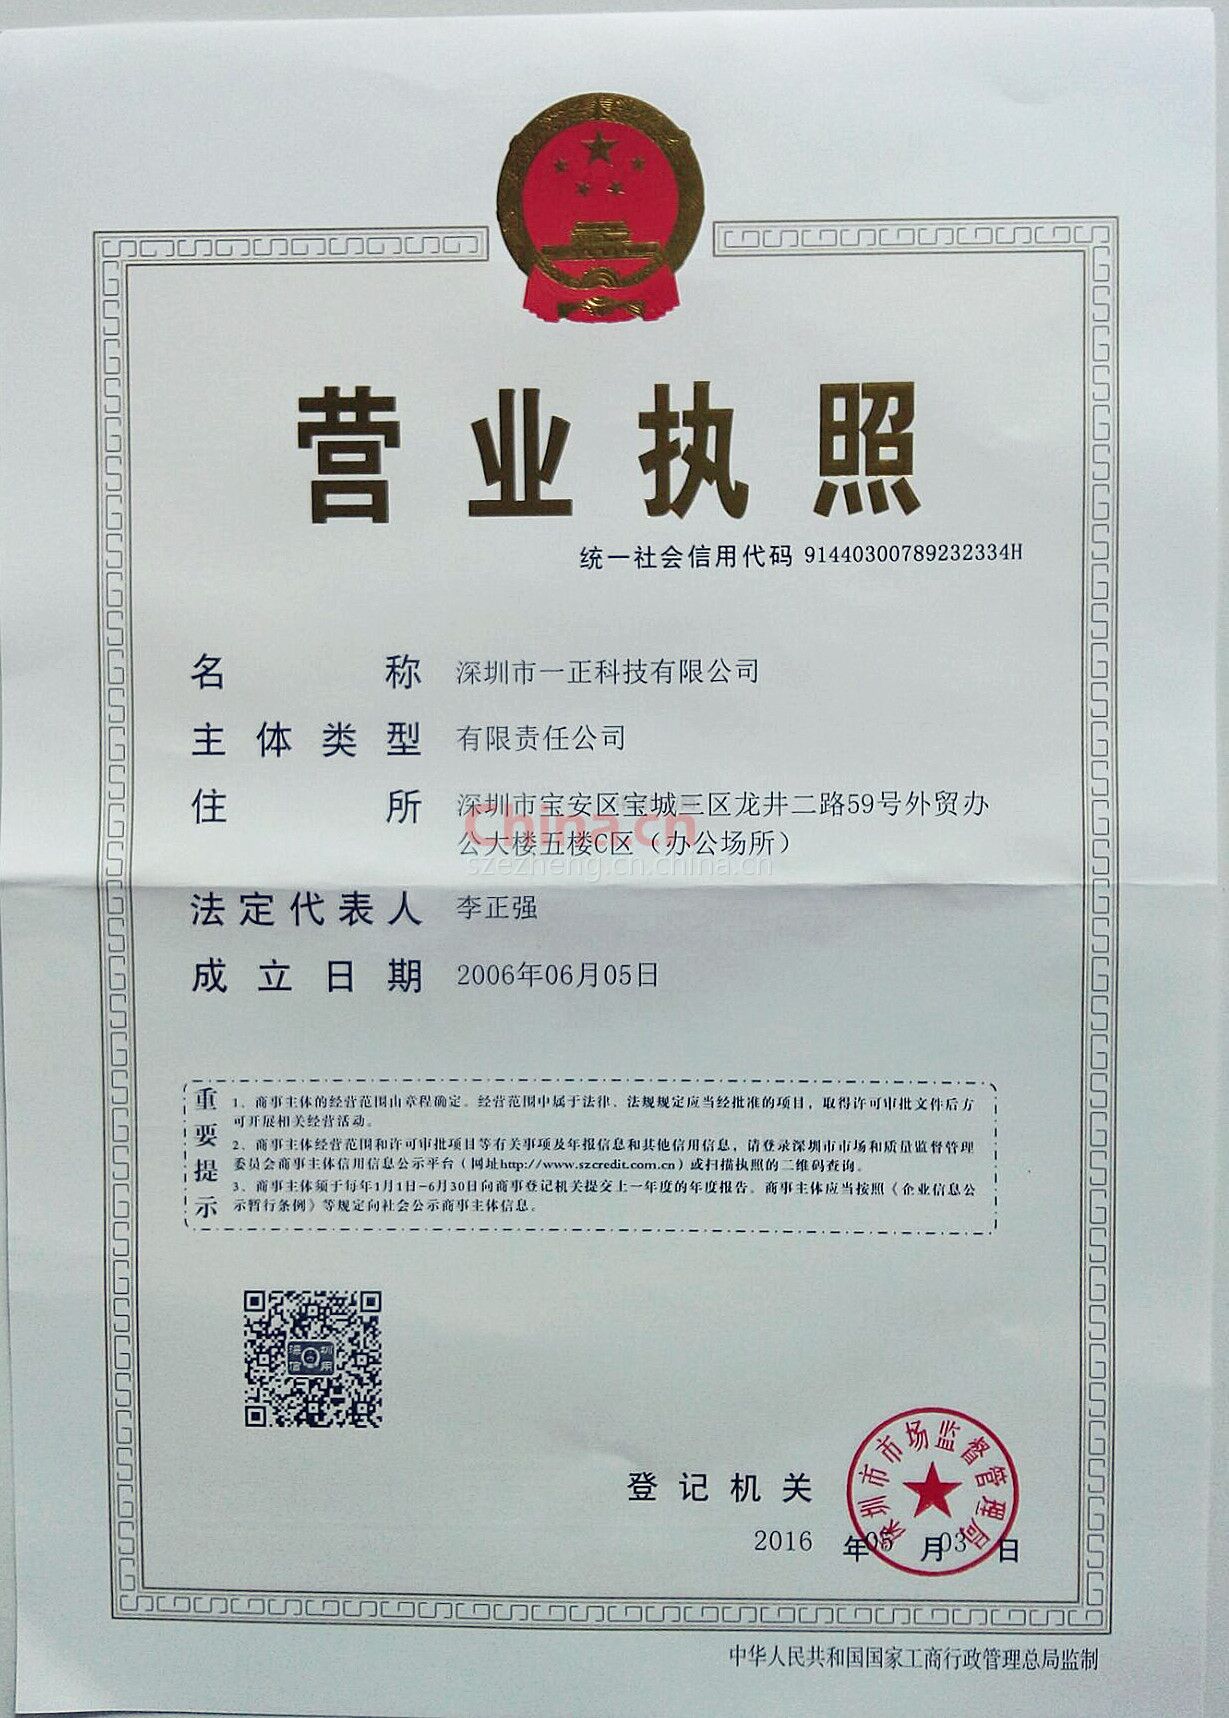 营业执照
统一社会信用代码 91440300789232334H
名称 深圳市一正科技有限公司
主体类型 有限责任公司
住所 深圳市宝安区宝城三区龙井二路59号外贸办
公大楼五楼C区（办公场所）
China.cn
szezheng.cn.china.cn
法定代表人 李正强
成立日期 2006年06月05日
重要提示
1、商事主体的经营范围由章程确定。经营范围中属于法律、法规规定应当经批准的项目，取得许可审批文件后方
可开展相关经营活动。
2、商事主体经营范围和许可审批项目等有关事项及年报信息和其他信用信息，请登录深圳市市场和质量监督管理
委员会商事主体信用信息公示平台（网址http://www.szcredit.com.cn）或扫描执照的二维码查询。
3、商事主体须于每年1月1日-6月30日向商事登记机关提交上一年度的年度报告。商事主体应当按照《企业信息公
示暂行条例》等规定向社会公示商事主体信息。
深圳
信用
深圳市市场监督管理局
登记机关
2016 年05 月03 日
中华人民共和国国家工商行政管理总局监制